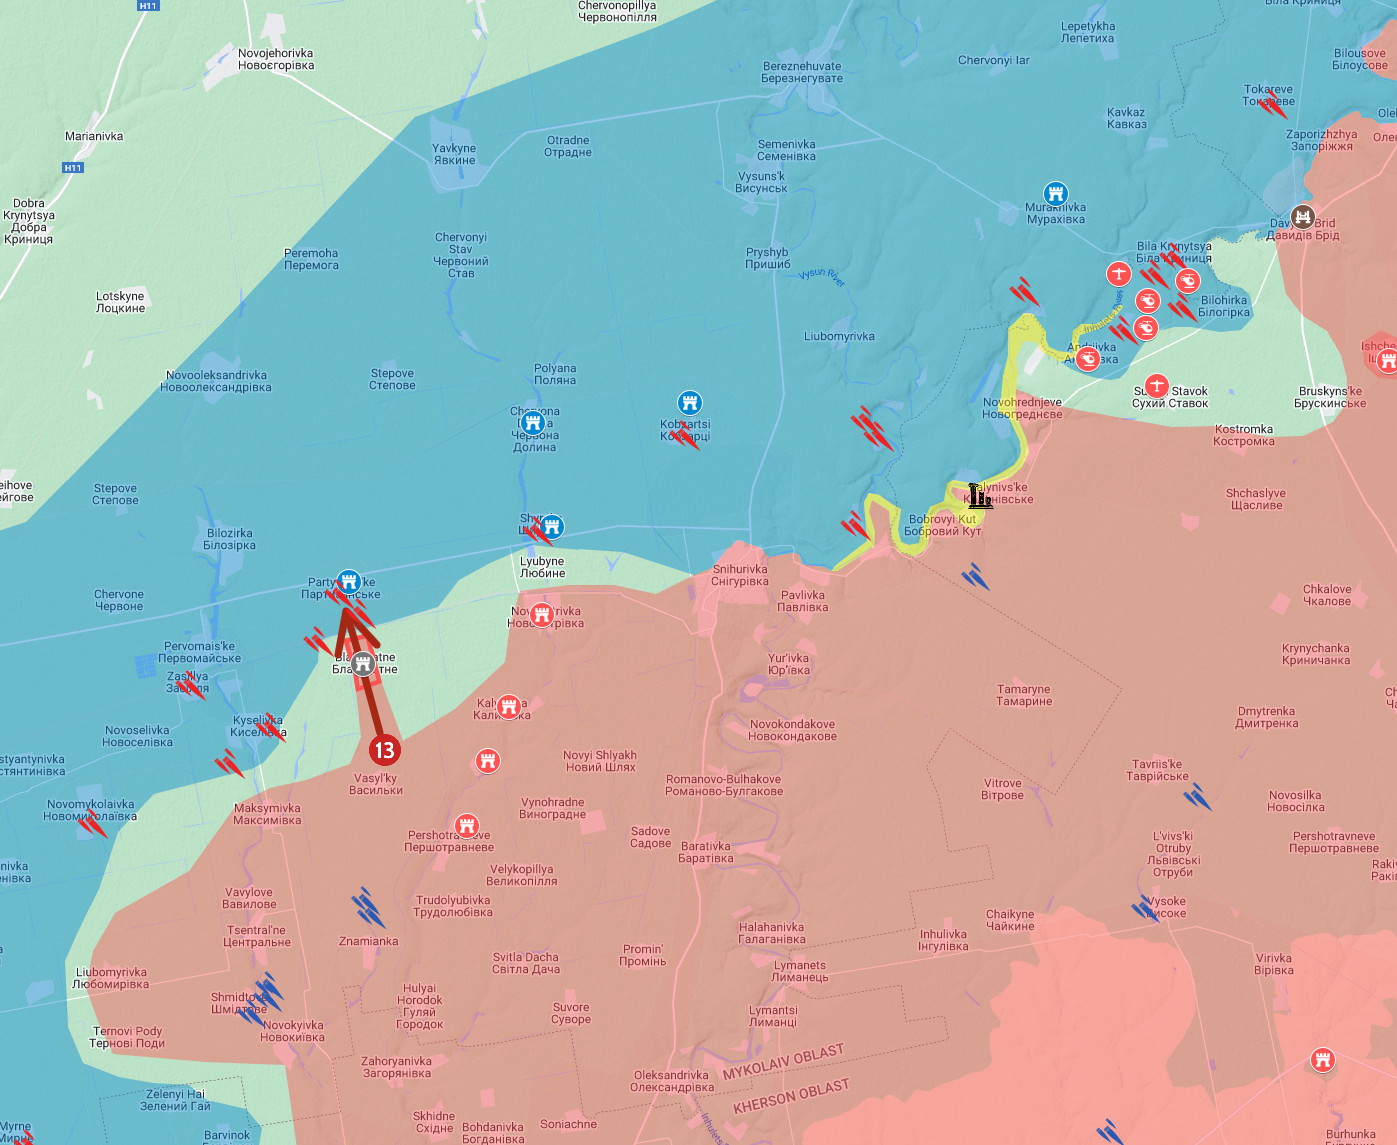 H11
Chervonopillya
Червонопілля
Біла Криниця
Lepetykha
Лепетиха
Novojehorivka
Новоєгорівка
Chervonyi Iar
Bilousove
Білоусове
Bereznehuvate
Березнегувате
Tokareve
Токареве
Kavkaz
Кавказ
Marianivka
H11
Zaporizhzhya
Запоріжжя
Yavkyne
Явкине
Otradne
Отрадне
Semenivka
Семенівка
Vysuns'k
Висунськ
Dobra
Krynytsya
Добра
Криниця
Murakhivka
Мурахівка
Davydiv Brid
Давидів Брід
Chervonyi
Stav
Червоний
Став
Peremoha
Перемога
Pryshyb
Пришиб
Bila Krynytsya
Біла Криниця
Vysun River
Lotskyne
Лоцкине
Bilohirka
Білогірка
Inhulets River
Liubomyrivka
Andriivka
Андріївка
Novooleksandrivka
Новоолександрівка
Stepove
Степове
Polyana
Поляна
Sukhyi Stavok
Сухий Ставок
Bruskyns'ke
Брускинське
Novohrednjeve
Новогреднєве
Chervona
Долина
Червона
Kobzartsi
Кобзарці
Kostromka
Костромка
Stepove
Степове
Kalynivs'ke
Калинівське
Shchaslyve
Щасливе
Bobrovyi Kut
Бобровий Кут
Bilozirka
Білозірка
Lyubyne
Любине
Snihurivka
Снігурівка
Partyzans'ke
Партизанське
Chervone
Червоне
Pavlivka
Павлівка
Chkalove
Чкалове
Novopetrivka
Новопетрівка
Pervomais'ke
Первомайське
Blahodatne
Благодатне
Yur'ivka
Юр'ївка
Krynychanka
Криничанка
Zasillya
Засілля
Tamaryne
Тамарине
Kalynivka
Калинівка
Kyselivka
Киселівка
Novoselivka
Новоселівка
Novokondakove
Новокондакове
Dmytrenka
Дмитренка
13
Novyi Shlyakh
Новий Шлях
Tavriis'ke
Таврійське
Vasyl'ky
Васильки
Romanovo-Bulhakove
Романово-Булгакове
Vitrove
Вітрове
Novosilka
Новосілка
Novomykolaivka
Новомиколаївка
Maksymivka
Максимівка
Vynohradne
Виноградне
Pershotravneve
Першотравневе
Sadove
Садове
Barativka
Баратівка
L'vivs'ki
Otruby
Львівські
Отруби
Pershotravneve
Першотравневе
Velykopillya
Великопілля
Vavylove
Вавилове
Trudolyubivka
Трудолюбівка
Vysoke
Високе
Chaikyne
Чайкине
Tsentral'ne
Центральне
Znamianka
Halahanivka
Галаганівка
Inhulivka
Інгулівка
Promin'
Промінь
Svitla Dacha
Світла Дача
Lymanets
Лиманець
Virivka
Вірівка
Liubomyrivka
Любомирівка
Shmidtove
Шмідтове
Hulyai
Horodok
Гуляй
Городок
Suvore
Суворе
Lymantsi
Лиманці
Ternovi Pody
Тернові Поди
Novokyivka
Новокиївка
MYKOLAIV OBLAST
KHERSON OBLAST
Zahoryanivka
Загорянівка
Oleksandrivka
Олександрівка
Zelenyi Hai
Зелений Гай
Skhidne
Східне
Bohdanivka
Богданівка
Soniachne
Myrne
Мирне
Barvinok
Burhunka